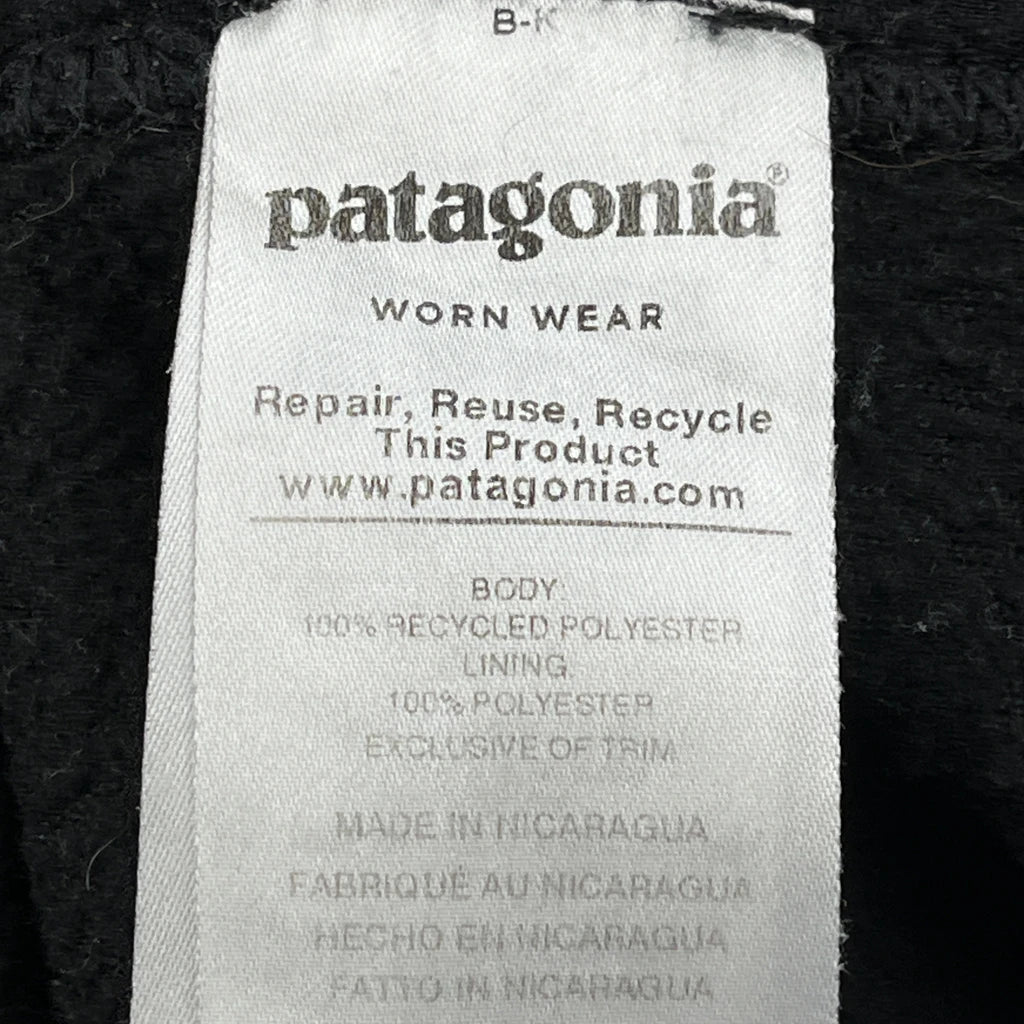 B-K
patagonia®
WORN WEAR
Repair, Reuse, Recycle
This Product
www.patagonia.com
BODY:
100% RECYCLED POLYESTER
LINING:
100% POLYESTER
EXCLUSIVE OF TRIM
MADE IN NICARAGUA
FABRIQUÉ AU NICARAGUA
HECHO EN NICARAGUA
FATTO IN NICARAGUA